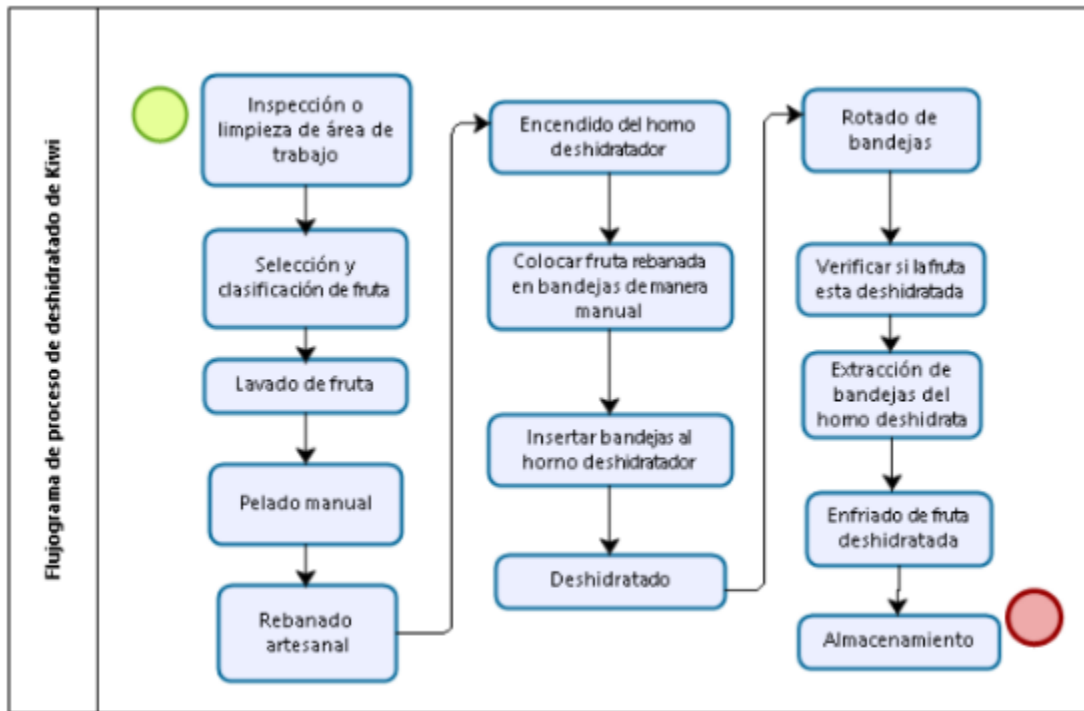 Flujograma de proceso de deshidratado de Kiwi
Inspección o
limpieza de área de
trabajo
Selección y
clasificación de fruta
Lavado de fruta
Pelado manual
Rebanado
artesanal
Encendido del horno
deshidratador
Colocar fruta rebanada
en bandejas de manera
manual
Insertar bandejas al
horno deshidratador
Deshidratado
Rotado de
bandejas
Verificar si la fruta
esta deshidratada
Extracción de
bandejas del
horno deshidrata
Enfriado de fruta
deshidratada
Almacenamiento